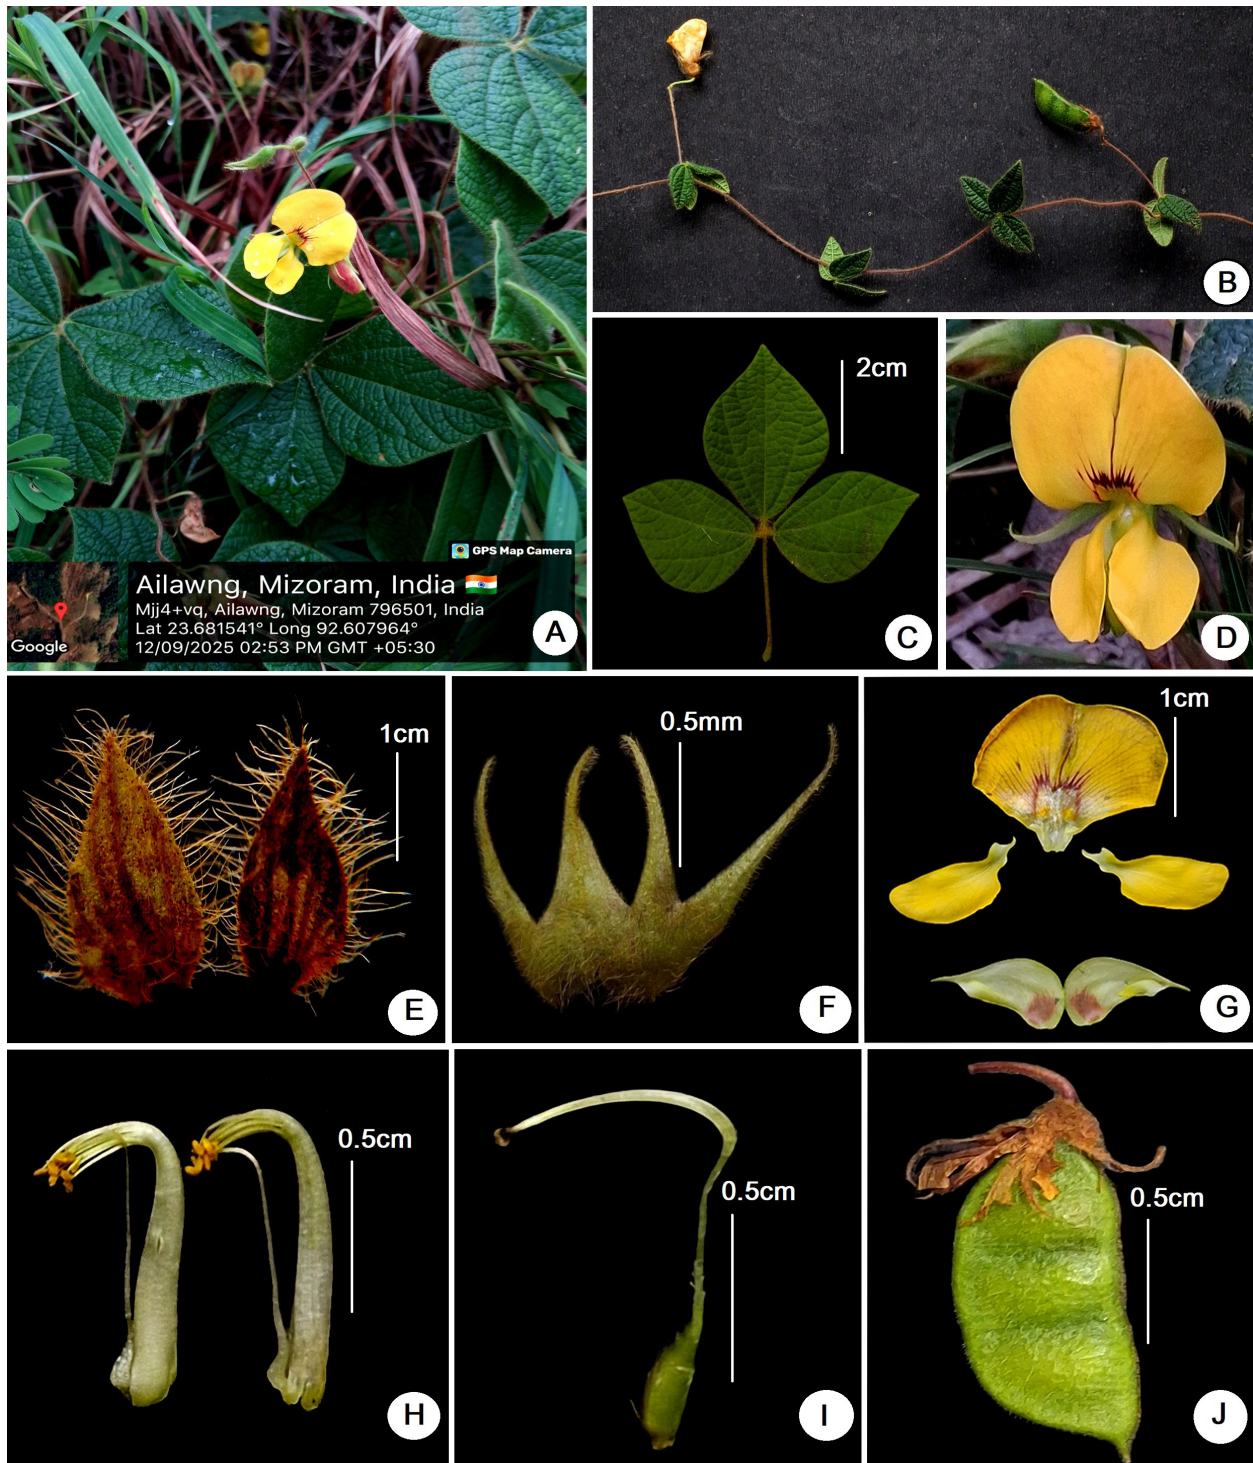 B
2cm
C
D
GPS Map Camera
Ailawng, Mizoram, India
Mjj4+vq, Ailawng, Mizoram 796501, India
Lat 23.681541° Long 92.607964°
12/09/2025 02:53 PM GMT +05:30
Google
A
1cm
E
0.5mm
F
1cm
G
0.5cm
H
0.5cm
I
0.5cm
J